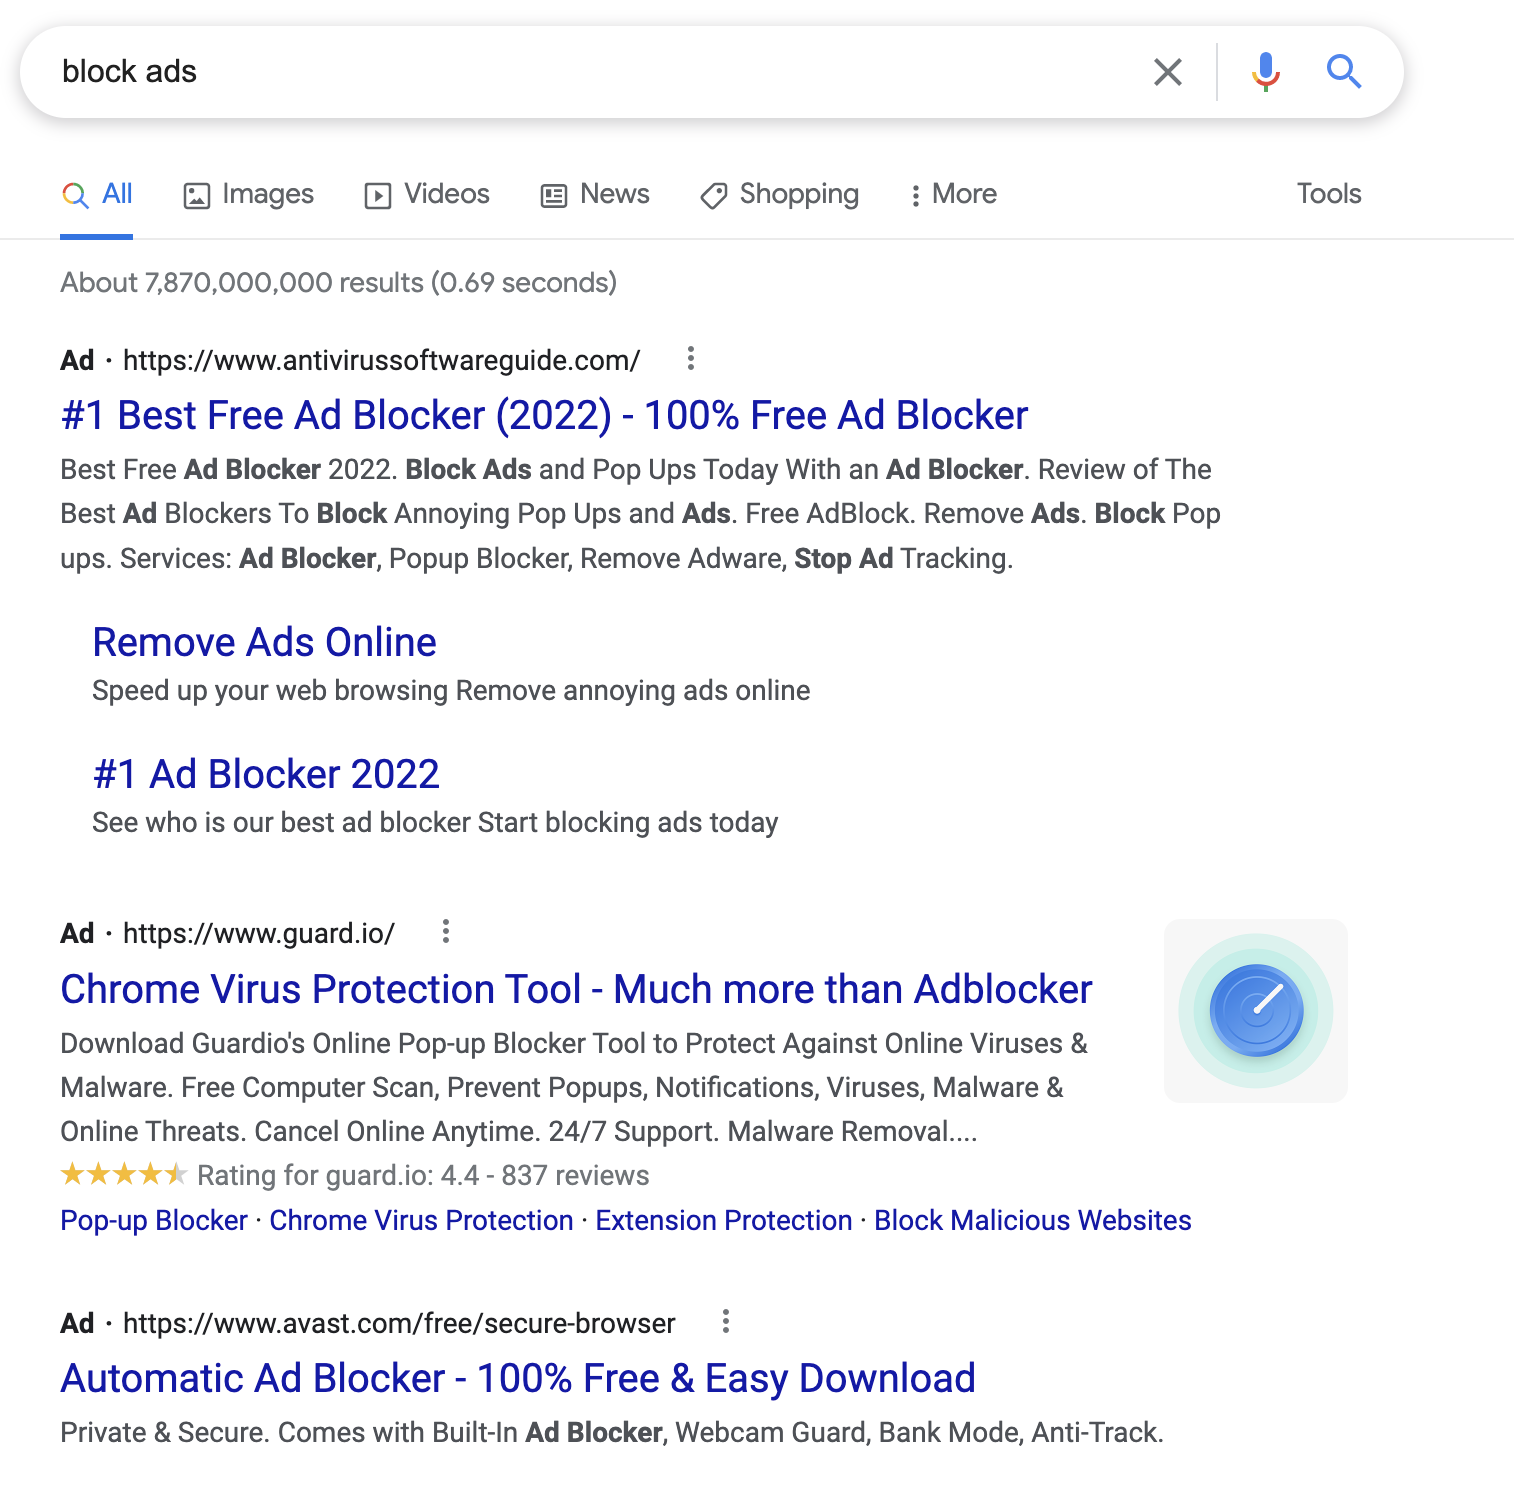 block ads
All Images Videos News Shopping More Tools
About 7,870,000,000 results (0.69 seconds)
Ad · https://www.antivirussoftwareguide.com/
#1 Best Free Ad Blocker (2022) - 100% Free Ad Blocker
Best Free Ad Blocker 2022. Block Ads and Pop Ups Today With an Ad Blocker. Review of The
Best Ad Blockers To Block Annoying Pop Ups and Ads. Free AdBlock. Remove Ads. Block Pop
ups. Services: Ad Blocker, Popup Blocker, Remove Adware, Stop Ad Tracking.
Remove Ads Online
Speed up your web browsing Remove annoying ads online
#1 Ad Blocker 2022
See who is our best ad blocker Start blocking ads today
Ad · https://www.guard.io/
Chrome Virus Protection Tool - Much more than Adblocker
Download Guardio's Online Pop-up Blocker Tool to Protect Against Online Viruses &
Malware. Free Computer Scan, Prevent Popups, Notifications, Viruses, Malware &
Online Threats. Cancel Online Anytime. 24/7 Support. Malware Removal....
Rating for guard.io: 4.4 - 837 reviews
Pop-up Blocker · Chrome Virus Protection · Extension Protection · Block Malicious Websites
Ad · https://www.avast.com/free/secure-browser
Automatic Ad Blocker - 100% Free & Easy Download
Private & Secure. Comes with Built-In Ad Blocker, Webcam Guard, Bank Mode, Anti-Track.